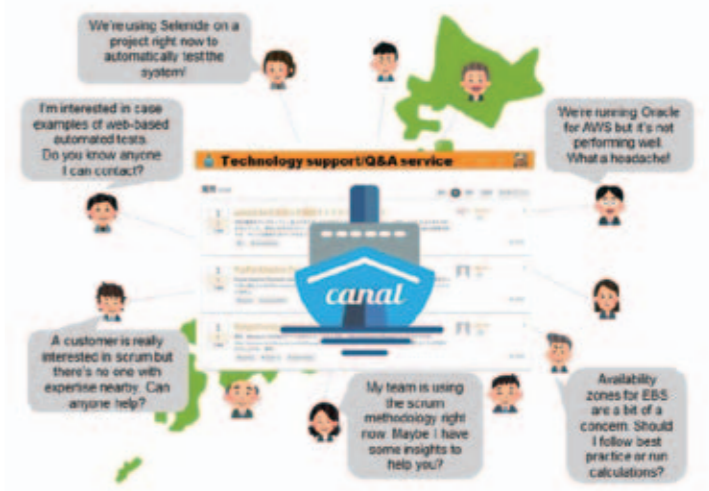 We're using Selenide on a
project right now to
automatically test the
system!
I'm interested in case
examples of web-based
automated tests.
Do you know anyone
I can contact?
We're running Oracle
for AWS but it's not
performing well.
What a headache!
Technology support/Q&A service
canal
A customer is really
interested in scrum but
there's no one with
expertise nearby. Can
anyone help?
My team is using
the scrum
methodology right
now. Maybe I have
some insights to
help you?
Availability
zones for EBS
are a bit of a
concern. Should
I follow best
practice or run
calculations?